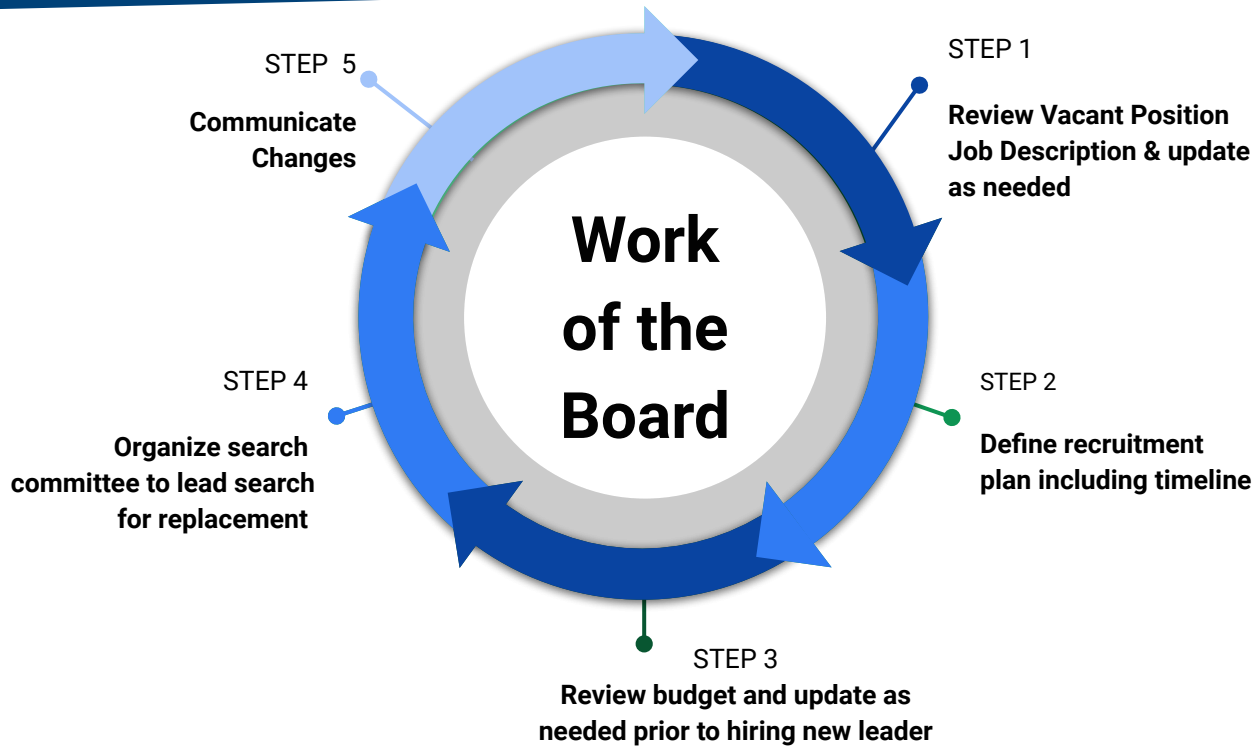 Work
of the
Board
STEP 1
Review Vacant Position
Job Description & update
as needed
STEP 2
Define recruitment
plan including timeline
STEP 3
Review budget and update as
needed prior to hiring new leader
STEP 4
Organize search
committee to lead search
for replacement
STEP 5
Communicate
Changes